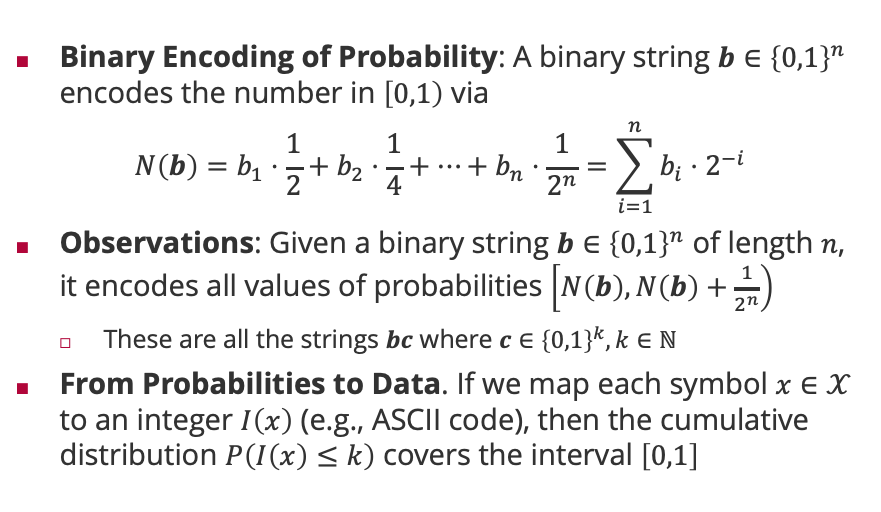 ▪ Binary Encoding of Probability: A binary string 𝒃 ∈ {0,1}ⁿ
encodes the number in [0,1) via
N(𝒃) = b₁ · 1/2 + b₂ · 1/4 + ⋯ + bₙ · 1/2ⁿ = ∑ᵢ₌₁ⁿ bᵢ · 2⁻ⁱ
▪ Observations: Given a binary string 𝒃 ∈ {0,1}ⁿ of length n,
it encodes all values of probabilities [N(𝒃), N(𝒃) + 1/2ⁿ)
▫ These are all the strings 𝒃𝒄 where 𝒄 ∈ {0,1}ᵏ, k ∈ ℕ
▪ From Probabilities to Data. If we map each symbol x ∈ 𝒳
to an integer I(x) (e.g., ASCII code), then the cumulative
distribution P(I(x) ≤ k) covers the interval [0,1]